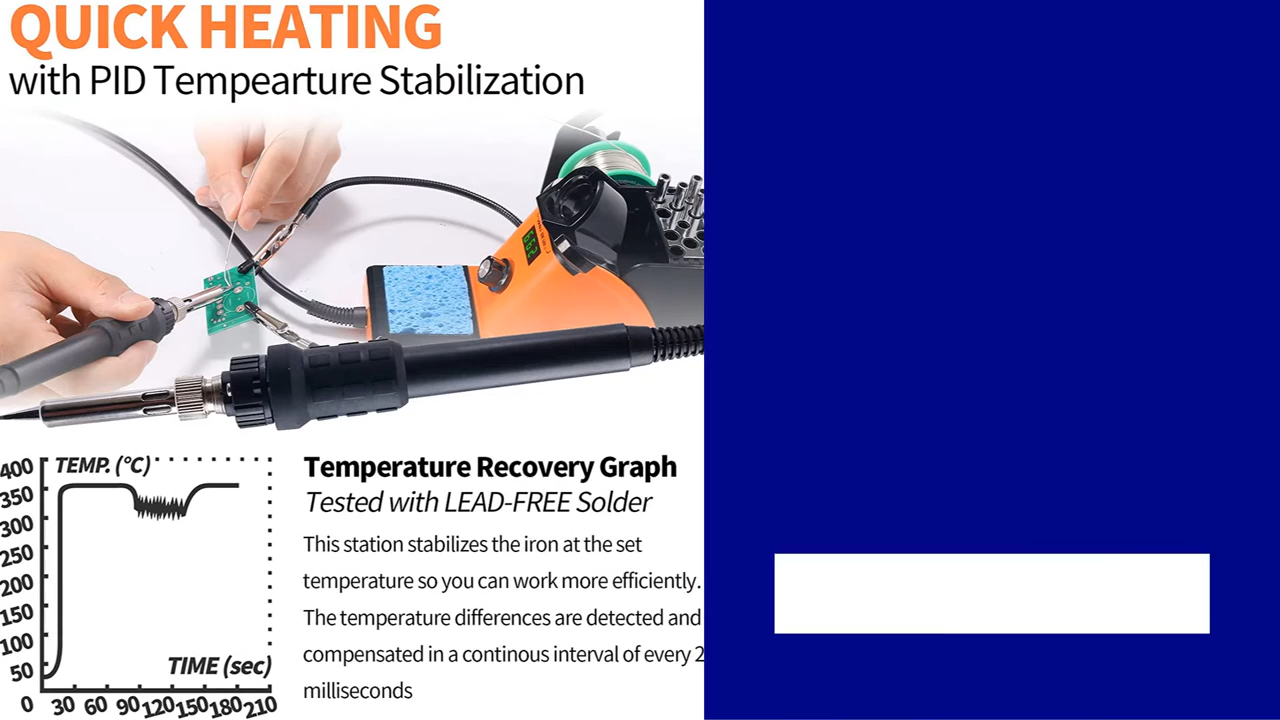 QUICK HEATING
with PID Tempearture Stabilization
662
400
350
300
250
200
150
100
50
0
TEMP. (°C)
TIME (sec)
30 60 90 120 150 180 210
Temperature Recovery Graph
Tested with LEAD-FREE Solder
This station stabilizes the iron at the set
temperature so you can work more efficiently.
The temperature differences are detected and
compensated in a continous interval of every 2
milliseconds